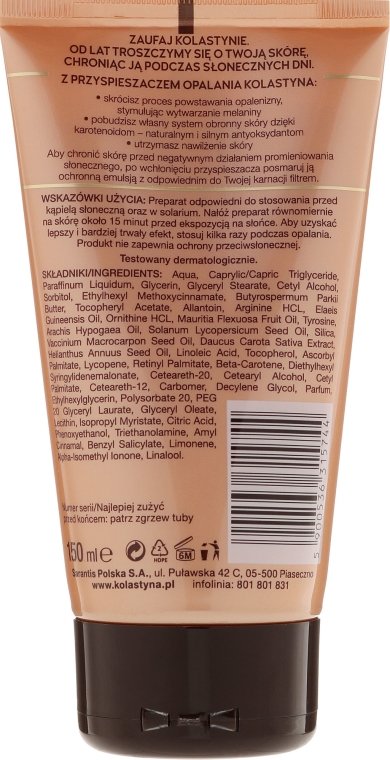 ZAUFAJ KOLASTYNIE.
OD LAT TROSZCZYMY SIĘ O TWOJĄ SKÓRĘ,
CHRONIĄC JĄ PODCZAS SŁONECZNYCH DNI.
Z PRZYSPIESZACZEM OPALANIA KOLASTYNA:
• skrócisz proces powstawania opalenizny,
stymulując wytwarzanie melaniny
• pobudzisz własny system obronny skóry dzięki
karotenoidom – naturalnym i silnym antyoksydantom
• utrzymasz nawilżenie skóry
Aby chronić skórę przed negatywnym działaniem promieniowania
słonecznego, po wchłonięciu przyspieszacza posmaruj ją
ochronną emulsją z odpowiednim do Twojej karnacji filtrem.
WSKAZÓWKI UŻYCIA: Preparat odpowiedni do stosowania przed
kąpielą słoneczną oraz w solarium. Nałóż preparat równomiernie
na skórę około 15 minut przed ekspozycją na słońce. Aby uzyskać
lepszy i bardziej trwały efekt, stosuj kilka razy podczas opalania.
Produkt nie zapewnia ochrony przeciwsłonecznej.
Testowany dermatologicznie.
SKŁADNIKI/INGREDIENTS: Aqua, Caprylic/Capric Triglyceride,
Paraffinum Liquidum, Glycerin, Glyceryl Stearate, Cetyl Alcohol,
Sorbitol, Ethylhexyl Methoxycinnamate, Butyrospermum Parkii
Butter, Tocopheryl Acetate, Allantoin, Arginine HCL, Elaeis
Guineensis Oil, Ornithine HCL, Mauritia Flexuosa Fruit Oil, Tyrosine,
Arachis Hypogaea Oil, Solanum Lycopersicum Seed Oil, Silica,
Vaccinium Macrocarpon Seed Oil, Daucus Carota Sativa Extract,
Helianthus Annuus Seed Oil, Linoleic Acid, Tocopherol, Ascorbyl
Palmitate, Lycopene, Retinyl Palmitate, Beta-Carotene, Diethylhexyl
Syringylidenemalonate, Ceteareth-20, Cetearyl Alcohol, Cetyl
Palmitate, Ceteareth-12, Carbomer, Decylene Glycol, Parfum,
Ethylhexylglycerin, Polysorbate 20, PEG
20 Glyceryl Laurate, Glyceryl Oleate,
Lecithin, Isopropyl Myristate, Citric Acid,
Phenoxyethanol, Triethanolamine, Amyl
Cinnamal, Benzyl Salicylate, Limonene,
Alpha-Isomethyl Ionone, Linalool.
Numer serii/Najlepiej zużyć
przed końcem: patrz zgrzew tuby
5 900536 315744
150 ml e
2
HDPE
6M
Sarantis Polska S.A., ul. Puławska 42 C, 05-500 Piaseczno
www.kolastyna.pl infolinia: 801 801 831